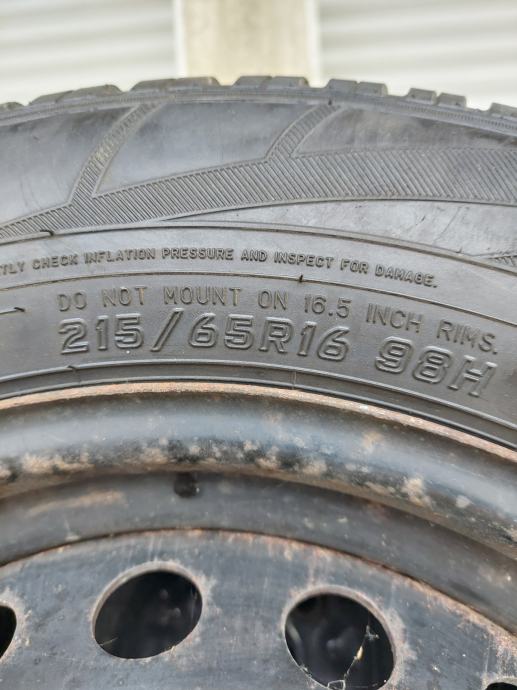 CHECK INFLATION PRESSURE AND INSPECT FOR DAMAGE.
DO NOT MOUNT ON 16.5 INCH RIMS.
215/65R16 98H